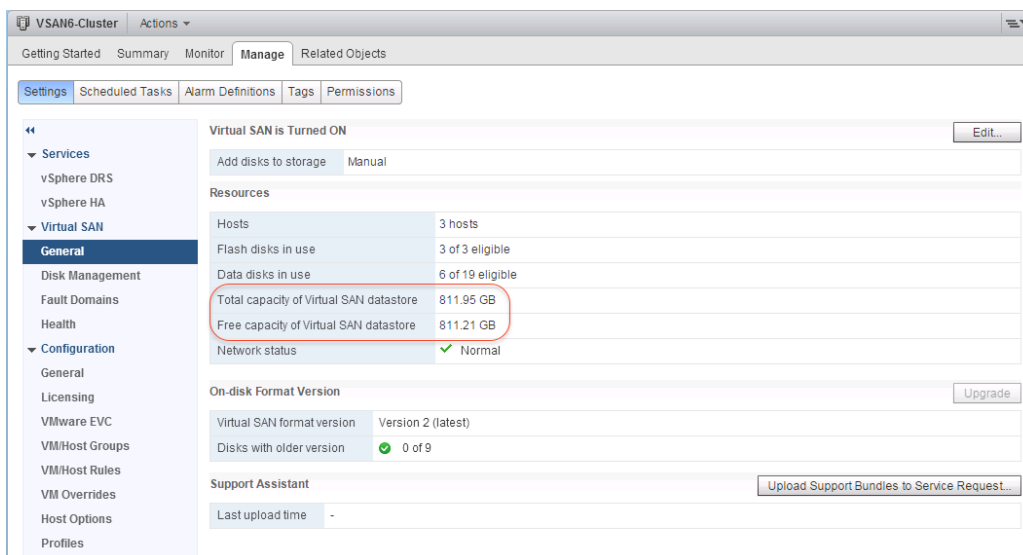 VSAN6-Cluster Actions
Getting Started Summary Monitor Manage Related Objects
Settings Scheduled Tasks Alarm Definitions Tags Permissions
Services
vSphere DRS
vSphere HA
Virtual SAN
General
Disk Management
Fault Domains
Health
Configuration
General
Licensing
VMware EVC
VM/Host Groups
VM/Host Rules
VM Overrides
Host Options
Profiles
Virtual SAN is Turned ON Edit...
Add disks to storage Manual
Resources
Hosts 3 hosts
Flash disks in use 3 of 3 eligible
Data disks in use 6 of 19 eligible
Total capacity of Virtual SAN datastore 811.95 GB
Free capacity of Virtual SAN datastore 811.21 GB
Network status Normal
On-disk Format Version Upgrade
Virtual SAN format version Version 2 (latest)
Disks with older version 0 of 9
Support Assistant Upload Support Bundles to Service Request...
Last upload time -